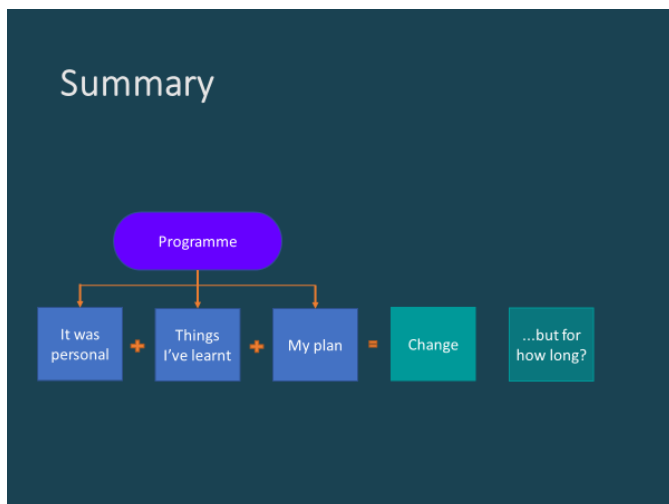 Summary
Programme
It was
personal
+
Things
I've learnt
+
My plan
=
Change
...but for
how long?